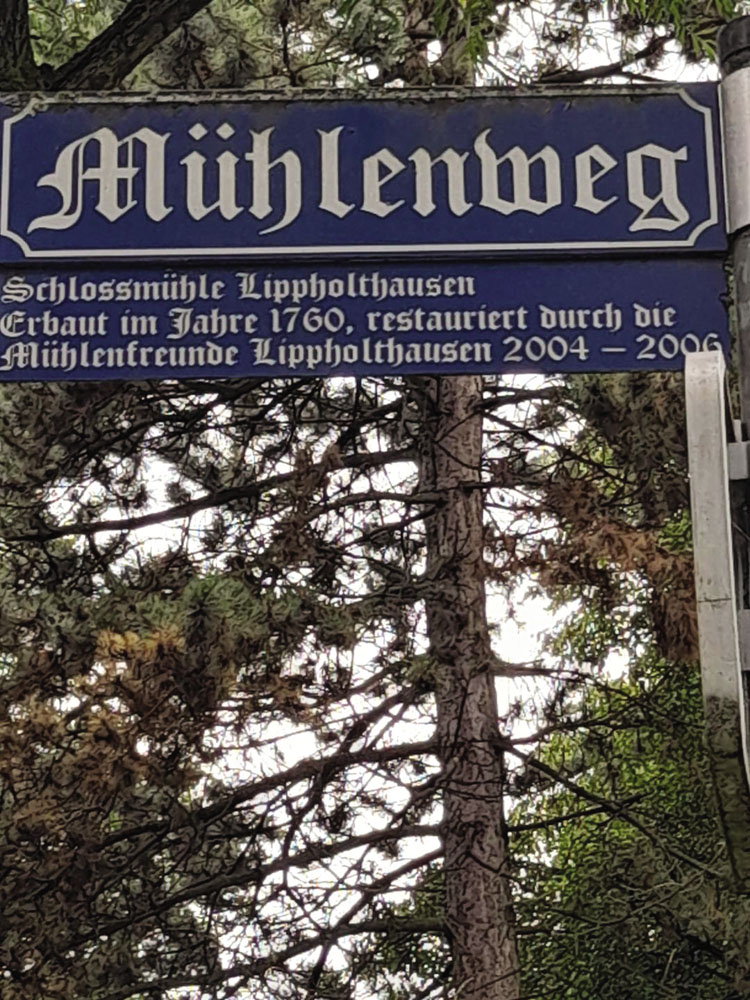 Mühlenweg
Schlossmühle Lippholthausen
Erbaut im Jahre 1760, restauriert durch die
Mühlenfreunde Lippholthausen 2004 – 2006